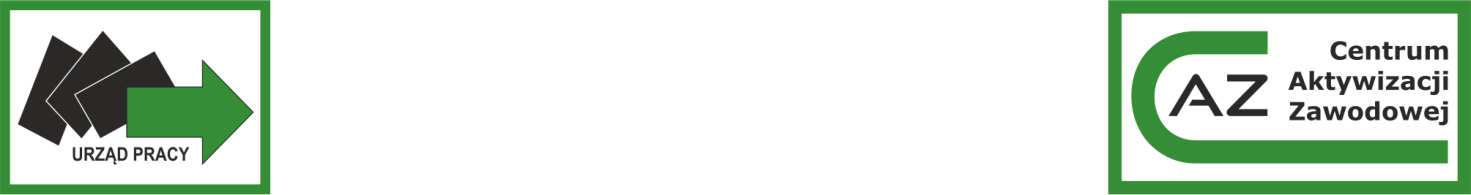 URZĄD PRACY
AZ
Centrum
Aktywizacji
Zawodowej